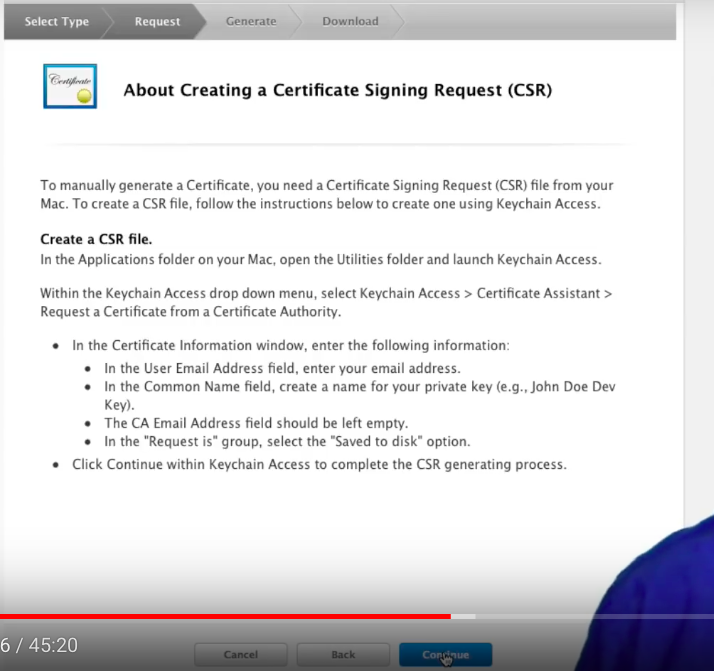 Select Type Request Generate Download
Certificate
About Creating a Certificate Signing Request (CSR)
To manually generate a Certificate, you need a Certificate Signing Request (CSR) file from your
Mac. To create a CSR file, follow the instructions below to create one using Keychain Access.
Create a CSR file.
In the Applications folder on your Mac, open the Utilities folder and launch Keychain Access.
Within the Keychain Access drop down menu, select Keychain Access > Certificate Assistant >
Request a Certificate from a Certificate Authority.
• In the Certificate Information window, enter the following information:
• In the User Email Address field, enter your email address.
• In the Common Name field, create a name for your private key (e.g., John Doe Dev
Key).
• The CA Email Address field should be left empty.
• In the "Request is" group, select the "Saved to disk" option.
• Click Continue within Keychain Access to complete the CSR generating process.
6 / 45:20
Cancel Back Continue